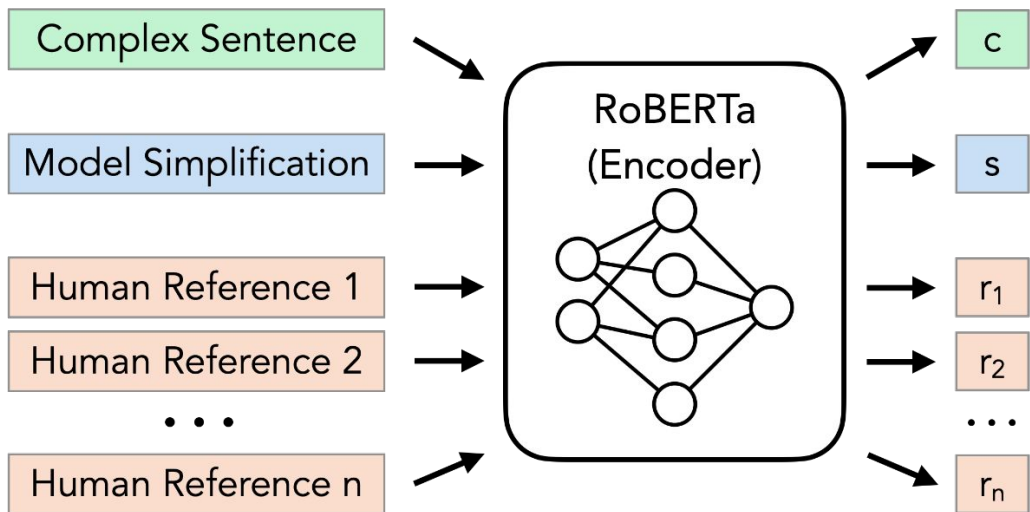 Complex Sentence
c
RoBERTa
(Encoder)
Model Simplification
s
Human Reference 1
r₁
Human Reference 2
r₂
• • •
• • •
Human Reference n
rₙ